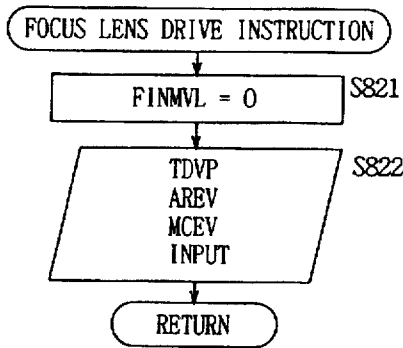 FOCUS LENS DRIVE INSTRUCTION
FINMVL = 0
S821
TDVP
S822
AREV
MCEV
INPUT
RETURN